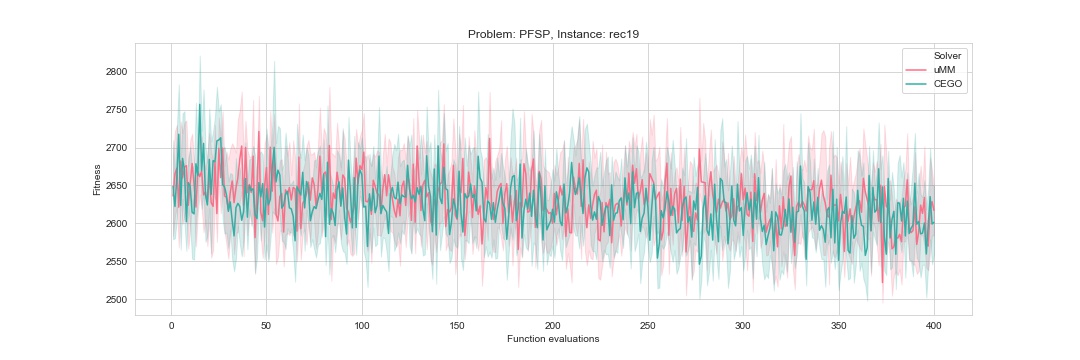 Problem: PFSP, Instance: rec19
Solver
uMM
CEGO
Fitness
2800
2750
2700
2650
2600
2550
2500
0 50 100 150 200 250 300 350 400
Function evaluations